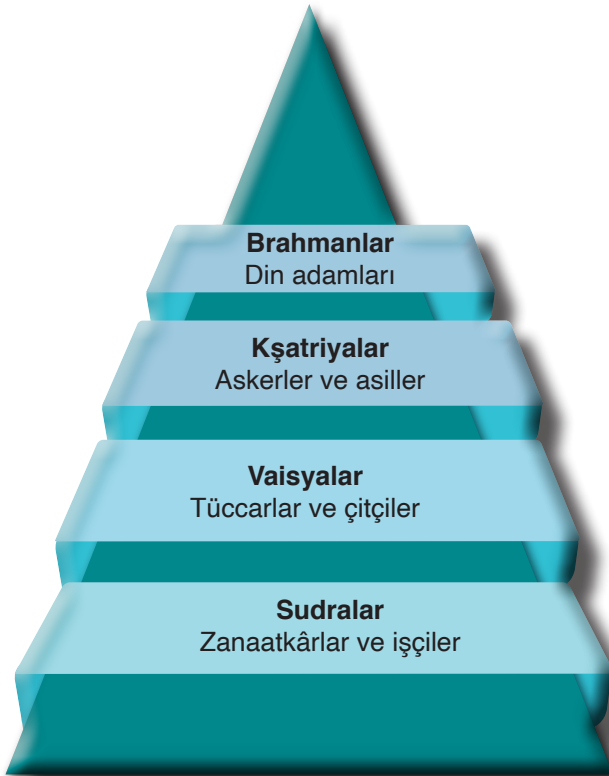 Brahmanlar
Din adamları
Kşatriyalar
Askerler ve asiller
Vaisyalar
Tüccarlar ve çitçiler
Sudralar
Zanaatkârlar ve işçiler